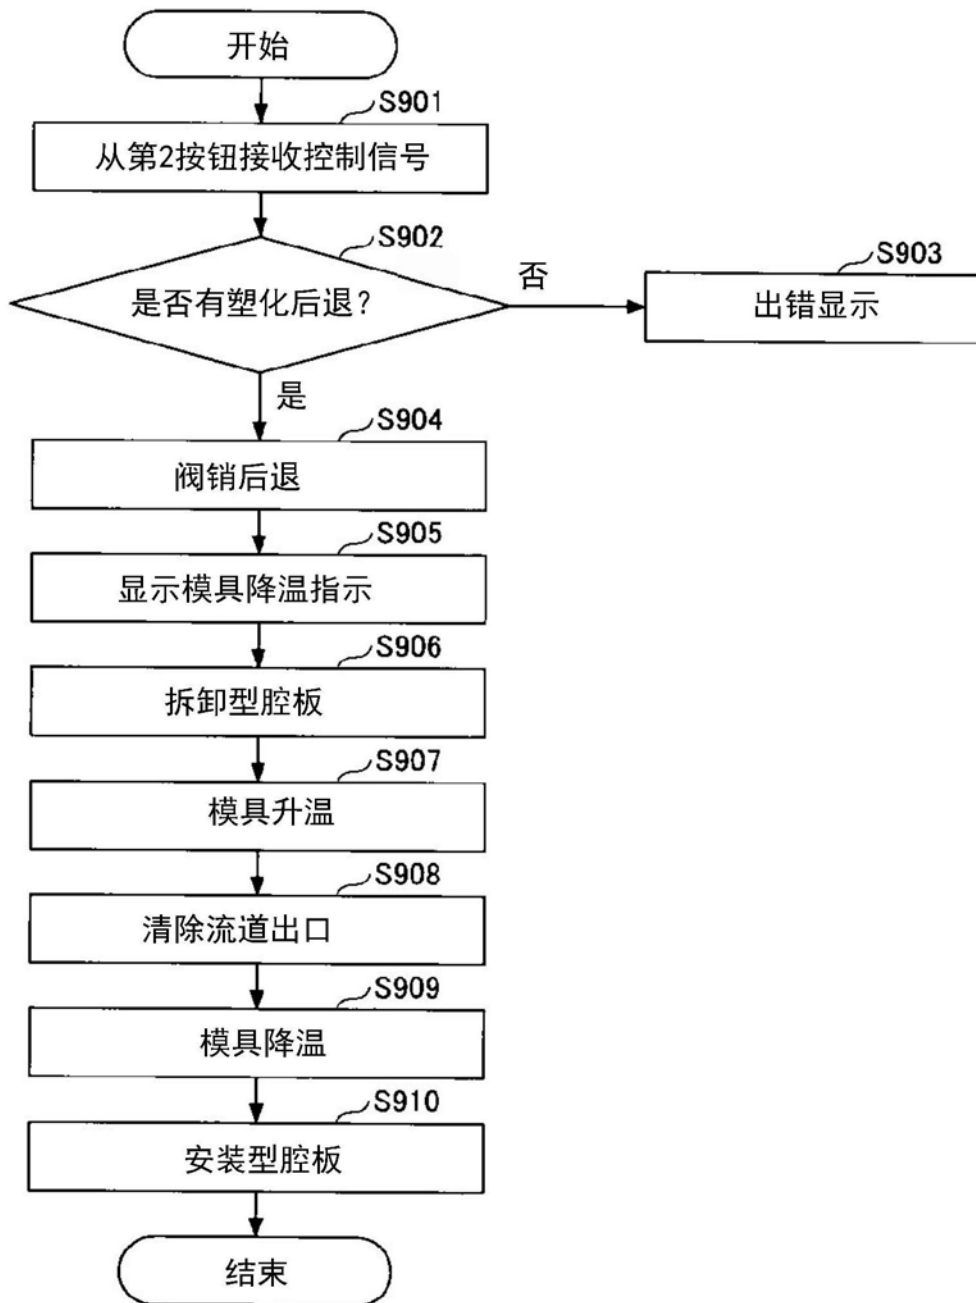 开始
S901
从第2按钮接收控制信号
S902
是否有塑化后退?
否
S903
出错显示
是
S904
阀销后退
S905
显示模具降温指示
S906
拆卸型腔板
S907
模具升温
S908
清除流道出口
S909
模具降温
S910
安装型腔板
结束